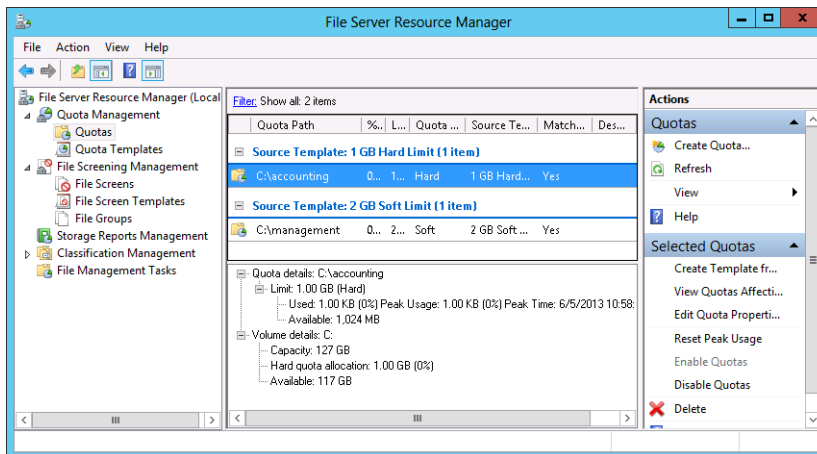 File Server Resource Manager
File Action View Help
File Server Resource Manager (Local
Quota Management
Quotas
Quota Templates
File Screening Management
File Screens
File Screen Templates
File Groups
Storage Reports Management
Classification Management
File Management Tasks
Filter: Show all: 2 items
Quota Path %.. L... Quota ... Source Te... Match... Des...
Source Template: 1 GB Hard Limit (1 item)
C:\accounting 0... 1... Hard 1 GB Hard... Yes
Source Template: 2 GB Soft Limit (1 item)
C:\management 0... 2... Soft 2 GB Soft ... Yes
Quota details: C:\accounting
Limit: 1.00 GB (Hard)
Used: 1.00 KB (0%) Peak Usage: 1.00 KB (0%) Peak Time: 6/5/2013 10:58:
Available: 1,024 MB
Volume details: C:
Capacity: 127 GB
Hard quota allocation: 1.00 GB (0%)
Available: 117 GB
Actions
Quotas
Create Quota...
Refresh
View
Help
Selected Quotas
Create Template fr...
View Quotas Affecti...
Edit Quota Properti...
Reset Peak Usage
Enable Quotas
Disable Quotas
Delete